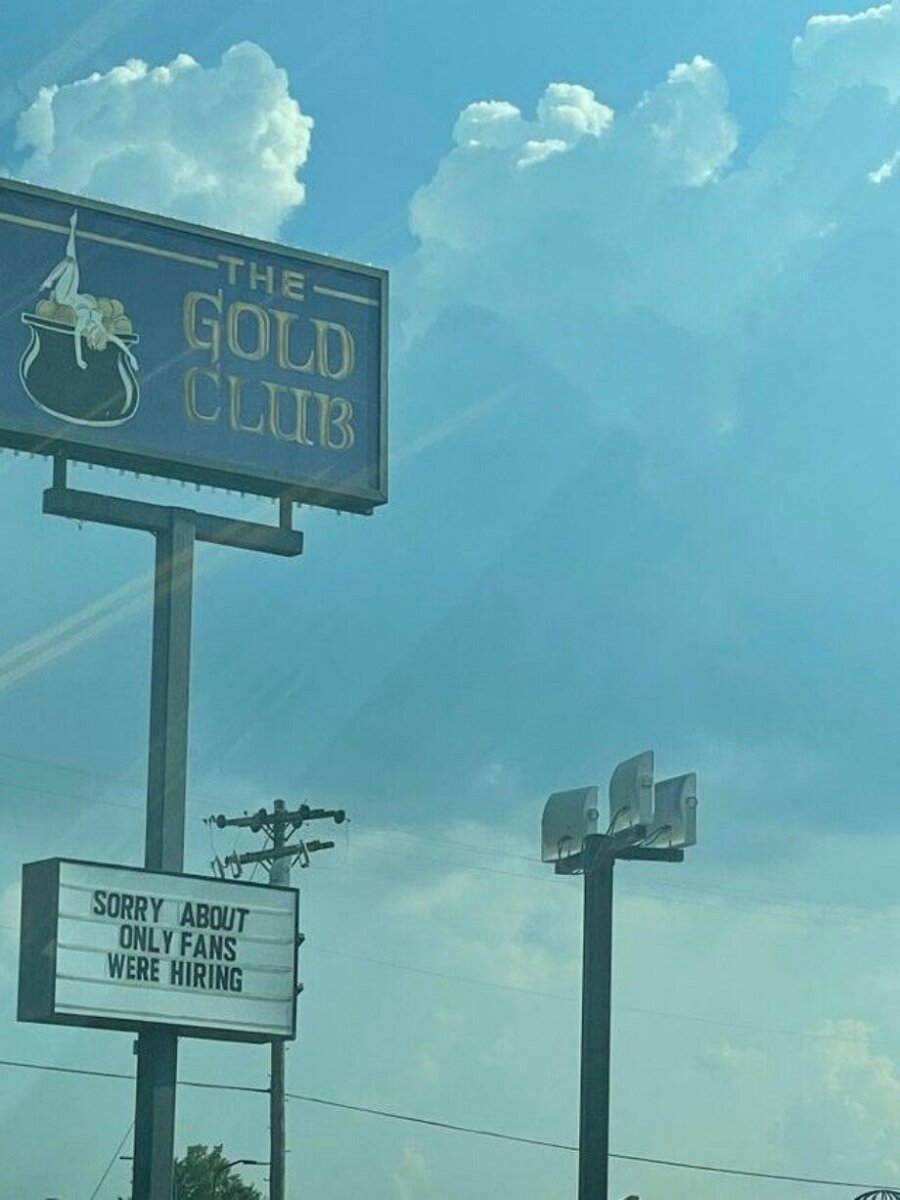 THE
GOLD
CLUB
SORRY ABOUT
ONLY FANS
WERE HIRING